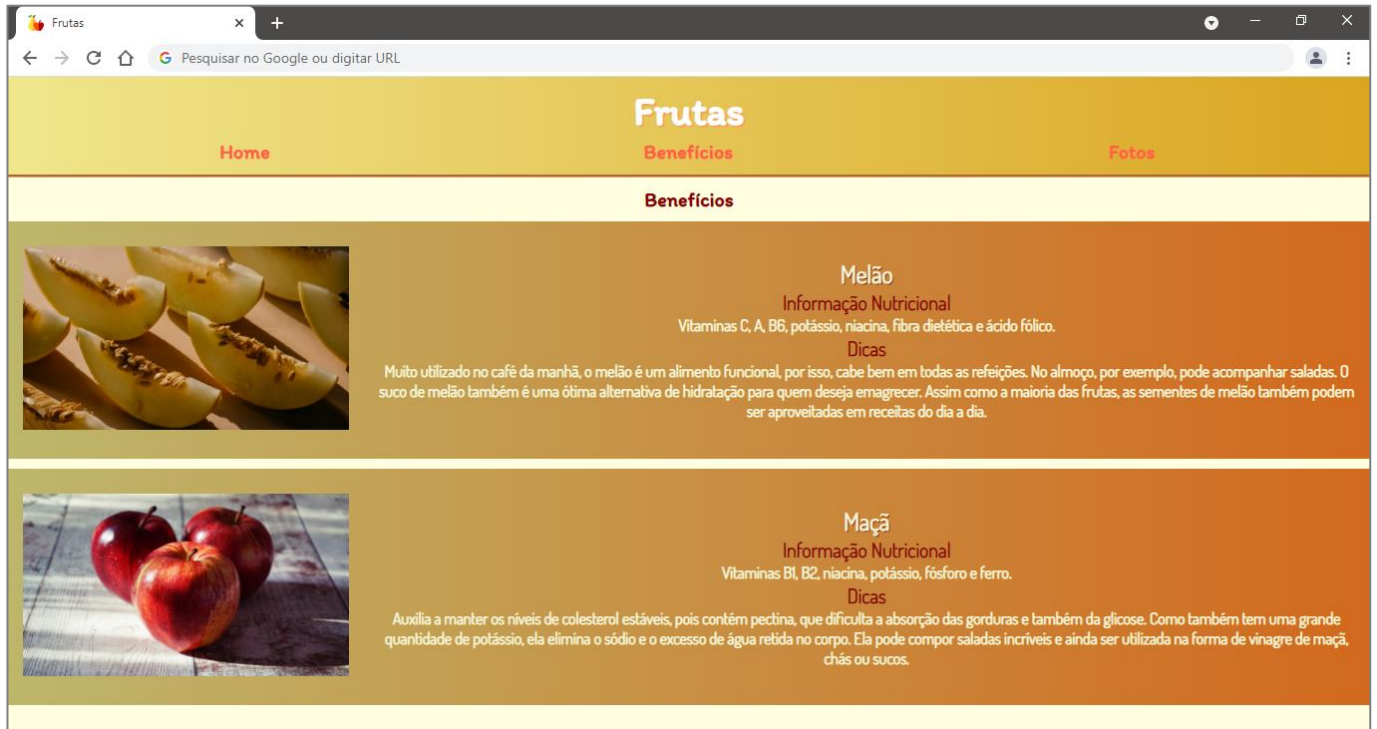 Frutas
Pesquisar no Google ou digitar URL
Frutas
Home Benefícios Fotos
Benefícios
Melão
Informação Nutricional
Vitaminas C, A, B6, potássio, niacina, fibra dietética e ácido fólico.
Dicas
Muito utilizado no café da manhã, o melão é um alimento funcional, por isso, cabe bem em todas as refeições. No almoço, por exemplo, pode acompanhar saladas. O
suco de melão também é uma ótima alternativa de hidratação para quem deseja emagrecer. Assim como a maioria das frutas, as sementes de melão também podem
ser aproveitadas em receitas do dia a dia.
Maçã
Informação Nutricional
Vitaminas B1, B2, niacina, potássio, fósforo e ferro.
Dicas
Auxilia a manter os níveis de colesterol estáveis, pois contém pectina, que dificulta a absorção das gorduras e também da glicose. Como também tem uma grande
quantidade de potássio, ela elimina o sódio e o excesso de água retida no corpo. Ela pode compor saladas incríveis e ainda ser utilizada na forma de vinagre de maçã,
chás ou sucos.